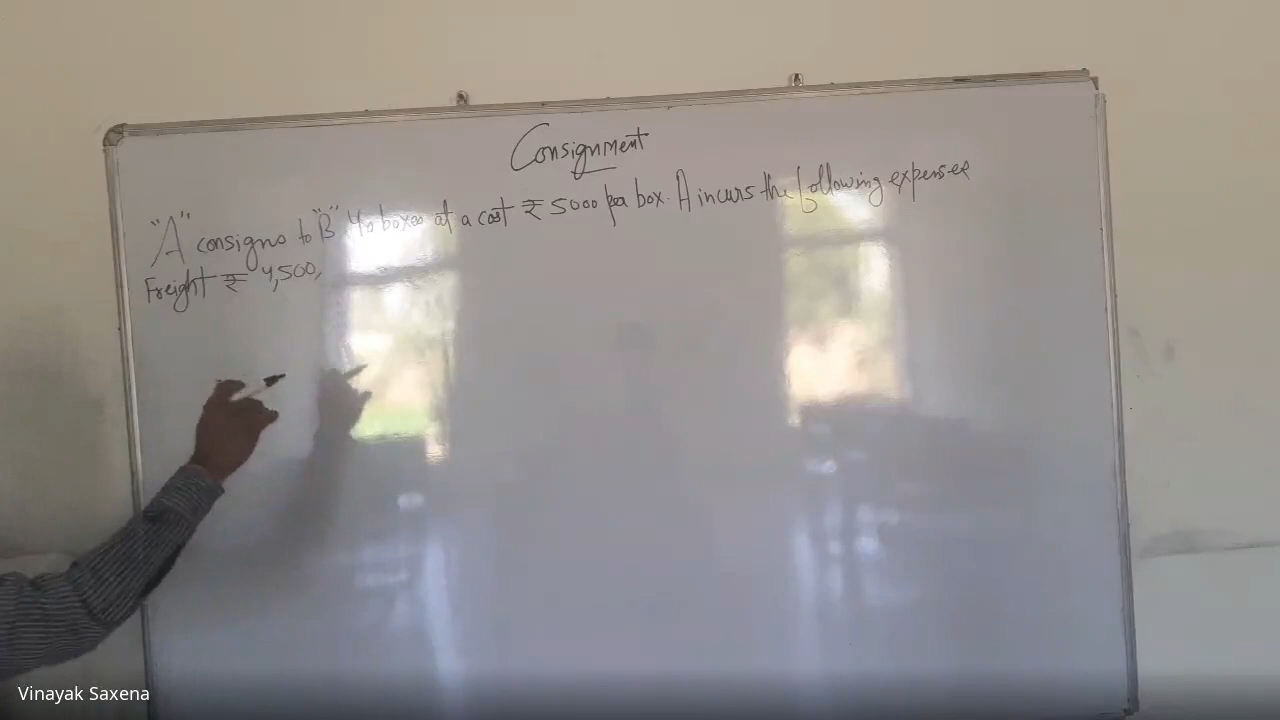 Consignment
"A" consigns to "B" 40 boxes at a cost ₹ 5000 per box. A incurs the following expenses
Freight ₹ 4,500,
Vinayak Saxena